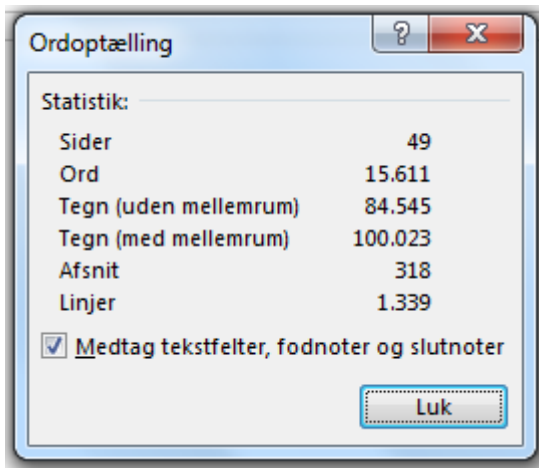 Ordoptælling
Statistik:
Sider 49
Ord 15.611
Tegn (uden mellemrum) 84.545
Tegn (med mellemrum) 100.023
Afsnit 318
Linjer 1.339
Medtag tekstfelter, fodnoter og slutnoter
Luk